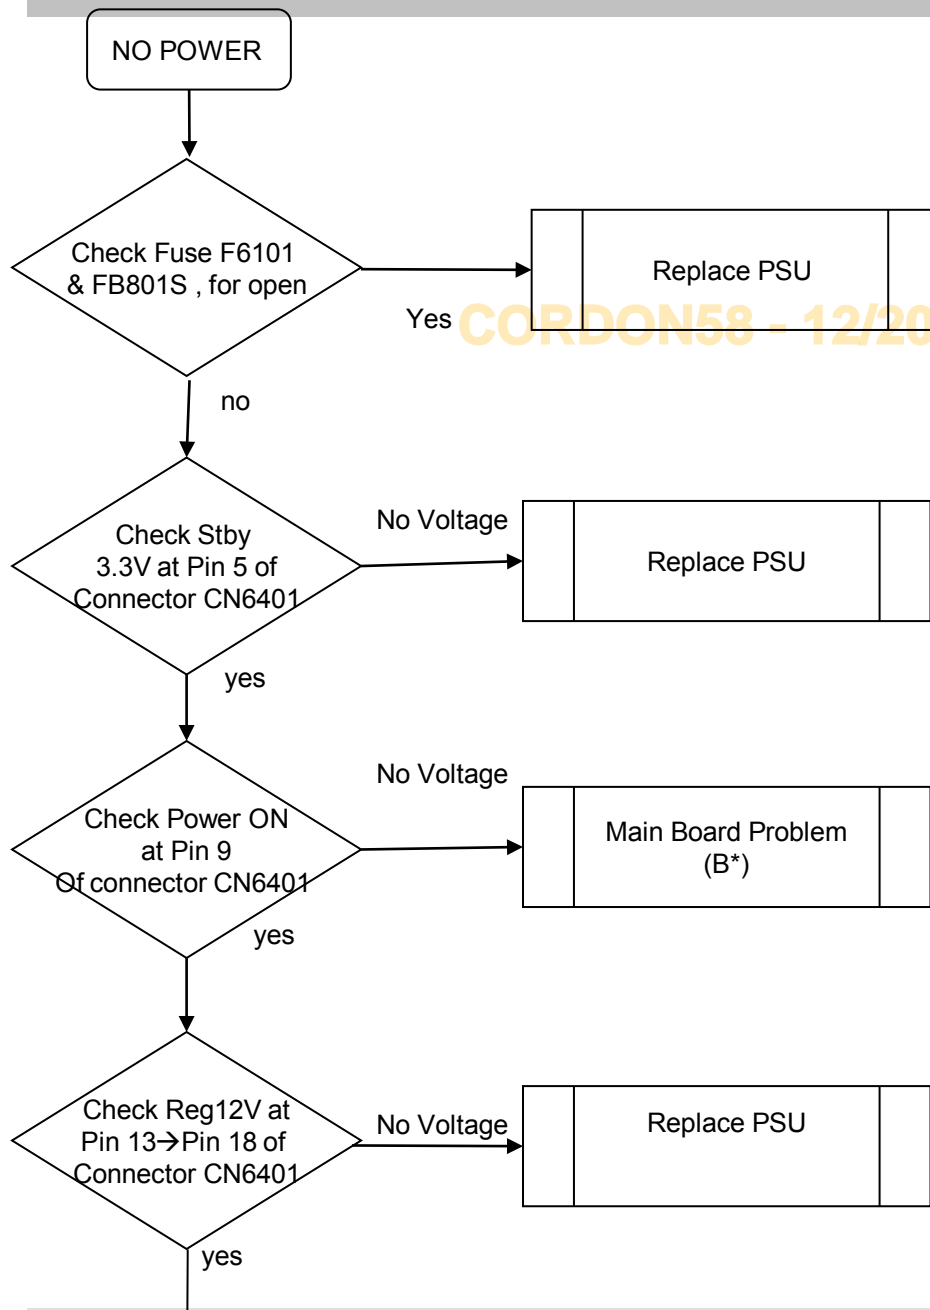 NO POWER
Check Fuse F6101
& FB801S , for open
Replace PSU
Yes
CORDON58 - 12/20
no
Check Stby
3.3V at Pin 5 of
Connector CN6401
No Voltage
Replace PSU
yes
Check Power ON
at Pin 9
Of connector CN6401
No Voltage
Main Board Problem
(B*)
yes
Check Reg12V at
Pin 13→Pin 18 of
Connector CN6401
No Voltage
Replace PSU
yes